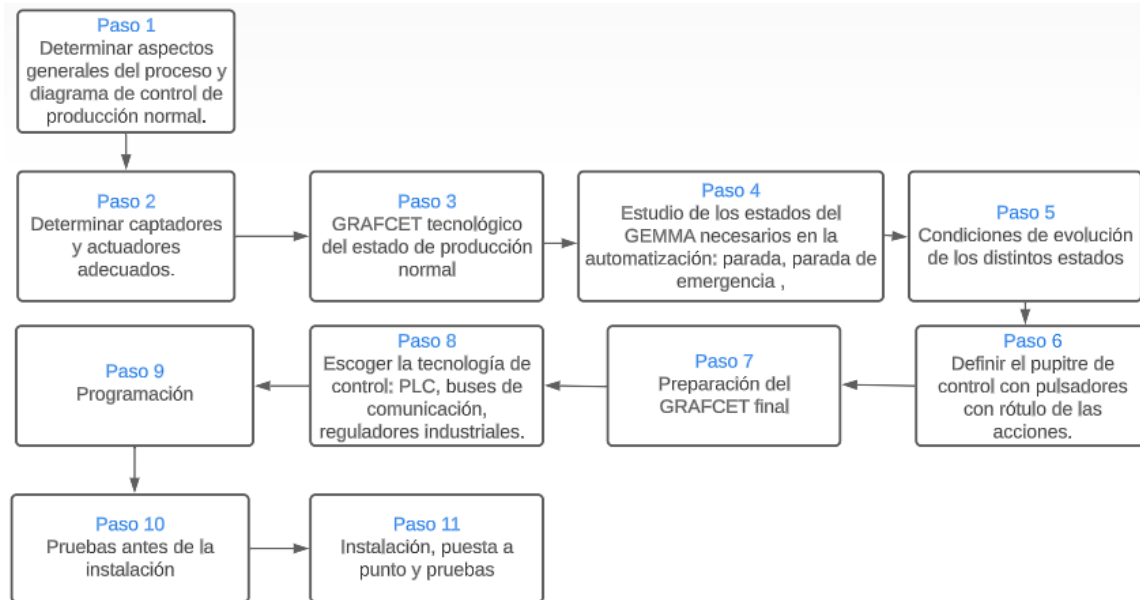 Paso 1
Determinar aspectos
generales del proceso y
diagrama de control de
producción normal.
Paso 2
Determinar captadores
y actuadores
adecuados.
Paso 3
GRAFCET tecnológico
del estado de producción
normal
Paso 4
Estudio de los estados del
GEMMA necesarios en la
automatización: parada, parada de
emergencia ,
Paso 5
Condiciones de evolución
de los distintos estados
Paso 6
Definir el pupitre de
control con pulsadores
con rótulo de las
acciones.
Paso 7
Preparación del
GRAFCET final
Paso 8
Escoger la tecnología de
control: PLC, buses de
comunicación,
reguladores industriales.
Paso 9
Programación
Paso 10
Pruebas antes de la
instalación
Paso 11
Instalación, puesta a
punto y pruebas